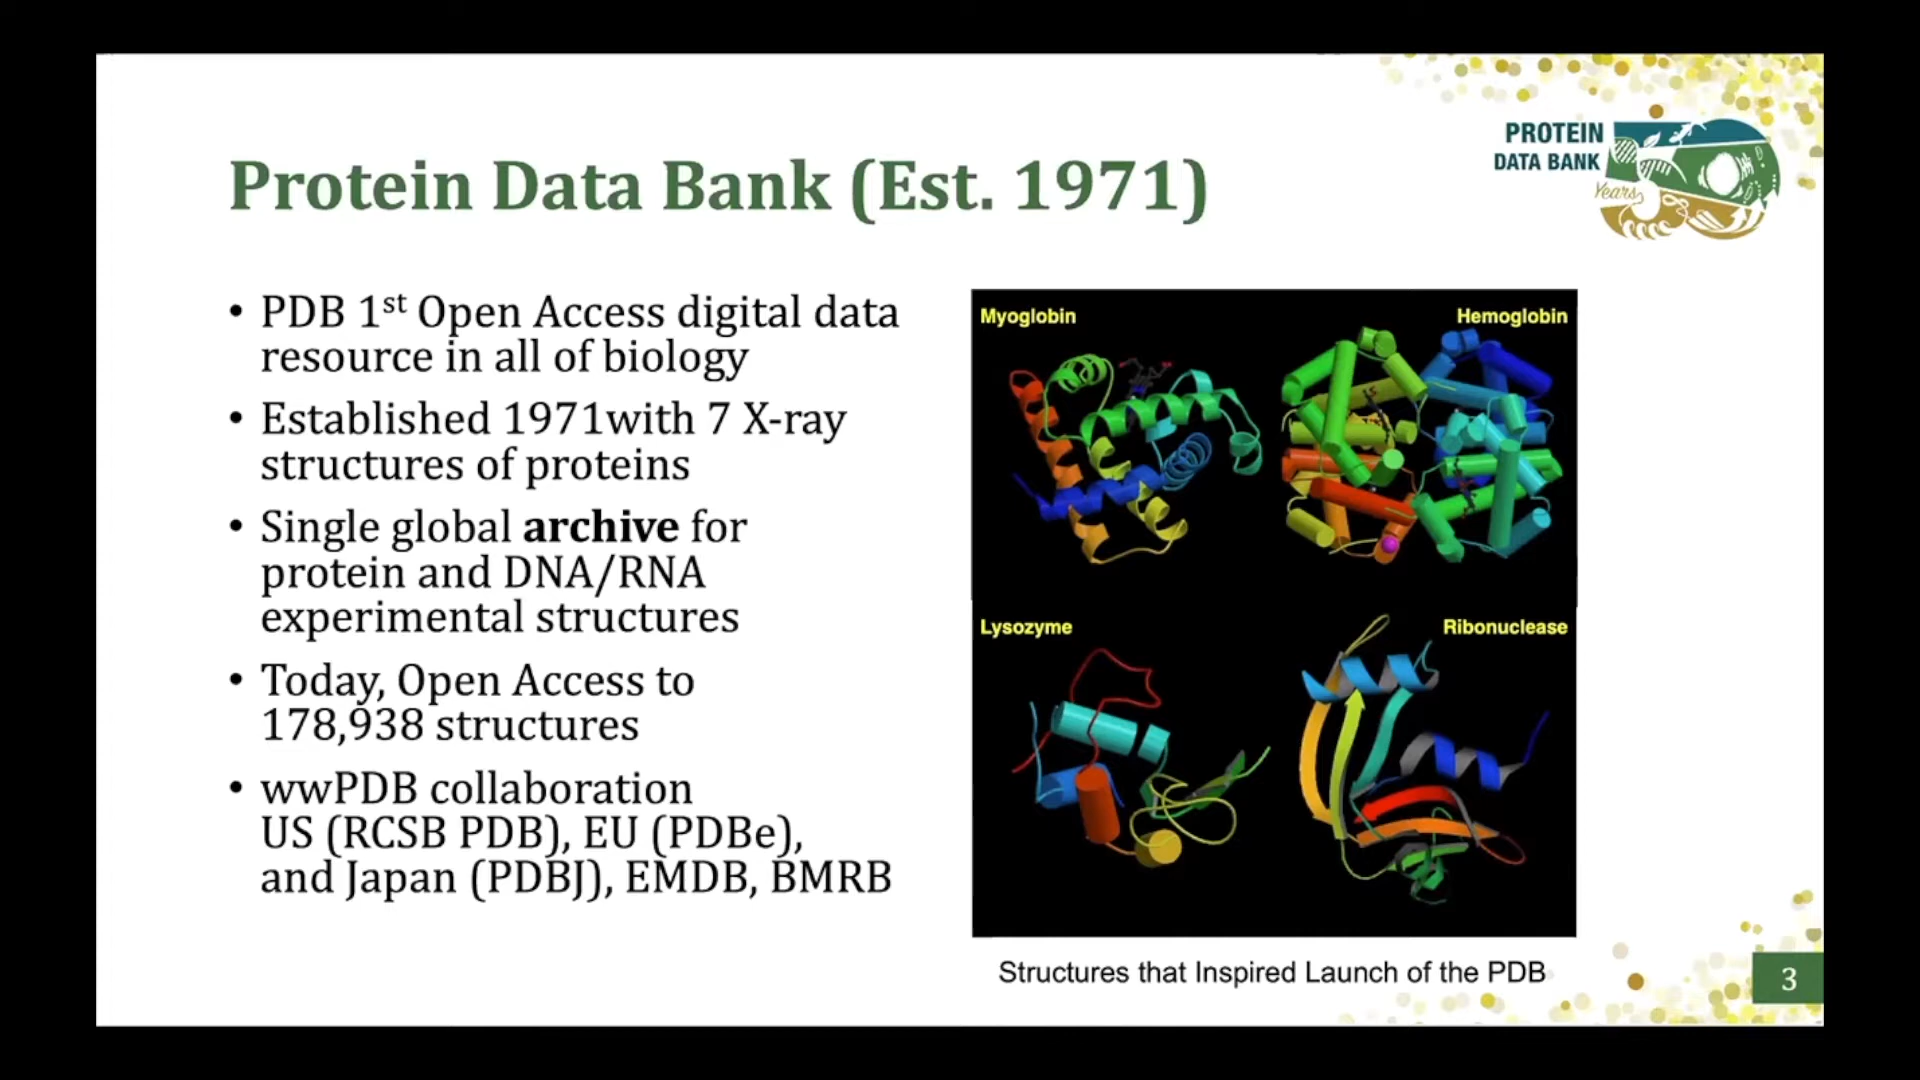 PROTEIN
DATA BANK
Years
Protein Data Bank (Est. 1971)
• PDB 1st Open Access digital data
resource in all of biology
• Established 1971with 7 X-ray
structures of proteins
• Single global archive for
protein and DNA/RNA
experimental structures
• Today, Open Access to
178,938 structures
• wwPDB collaboration
US (RCSB PDB), EU (PDBe),
and Japan (PDBJ), EMDB, BMRB
Myoglobin
Hemoglobin
Lysozyme
Ribonuclease
Structures that Inspired Launch of the PDB
3